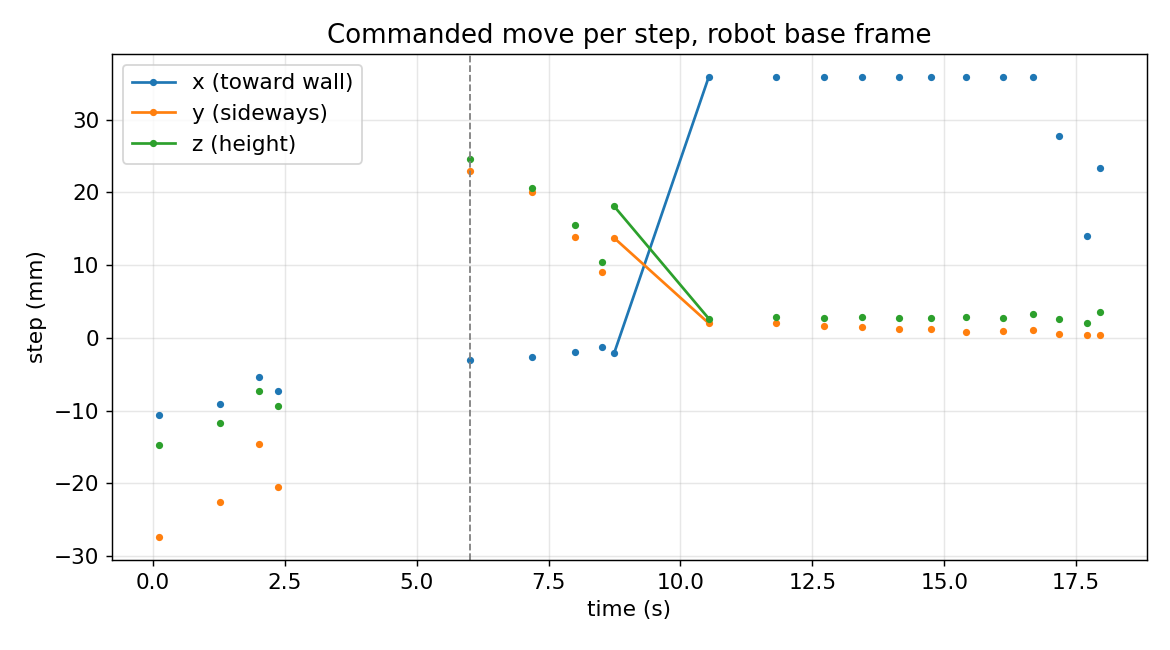 Commanded move per step, robot base frame
x (toward wall)
y (sideways)
z (height)
step (mm)
30
20
10
0
−10
−20
−30
0.0 2.5 5.0 7.5 10.0 12.5 15.0 17.5
time (s)